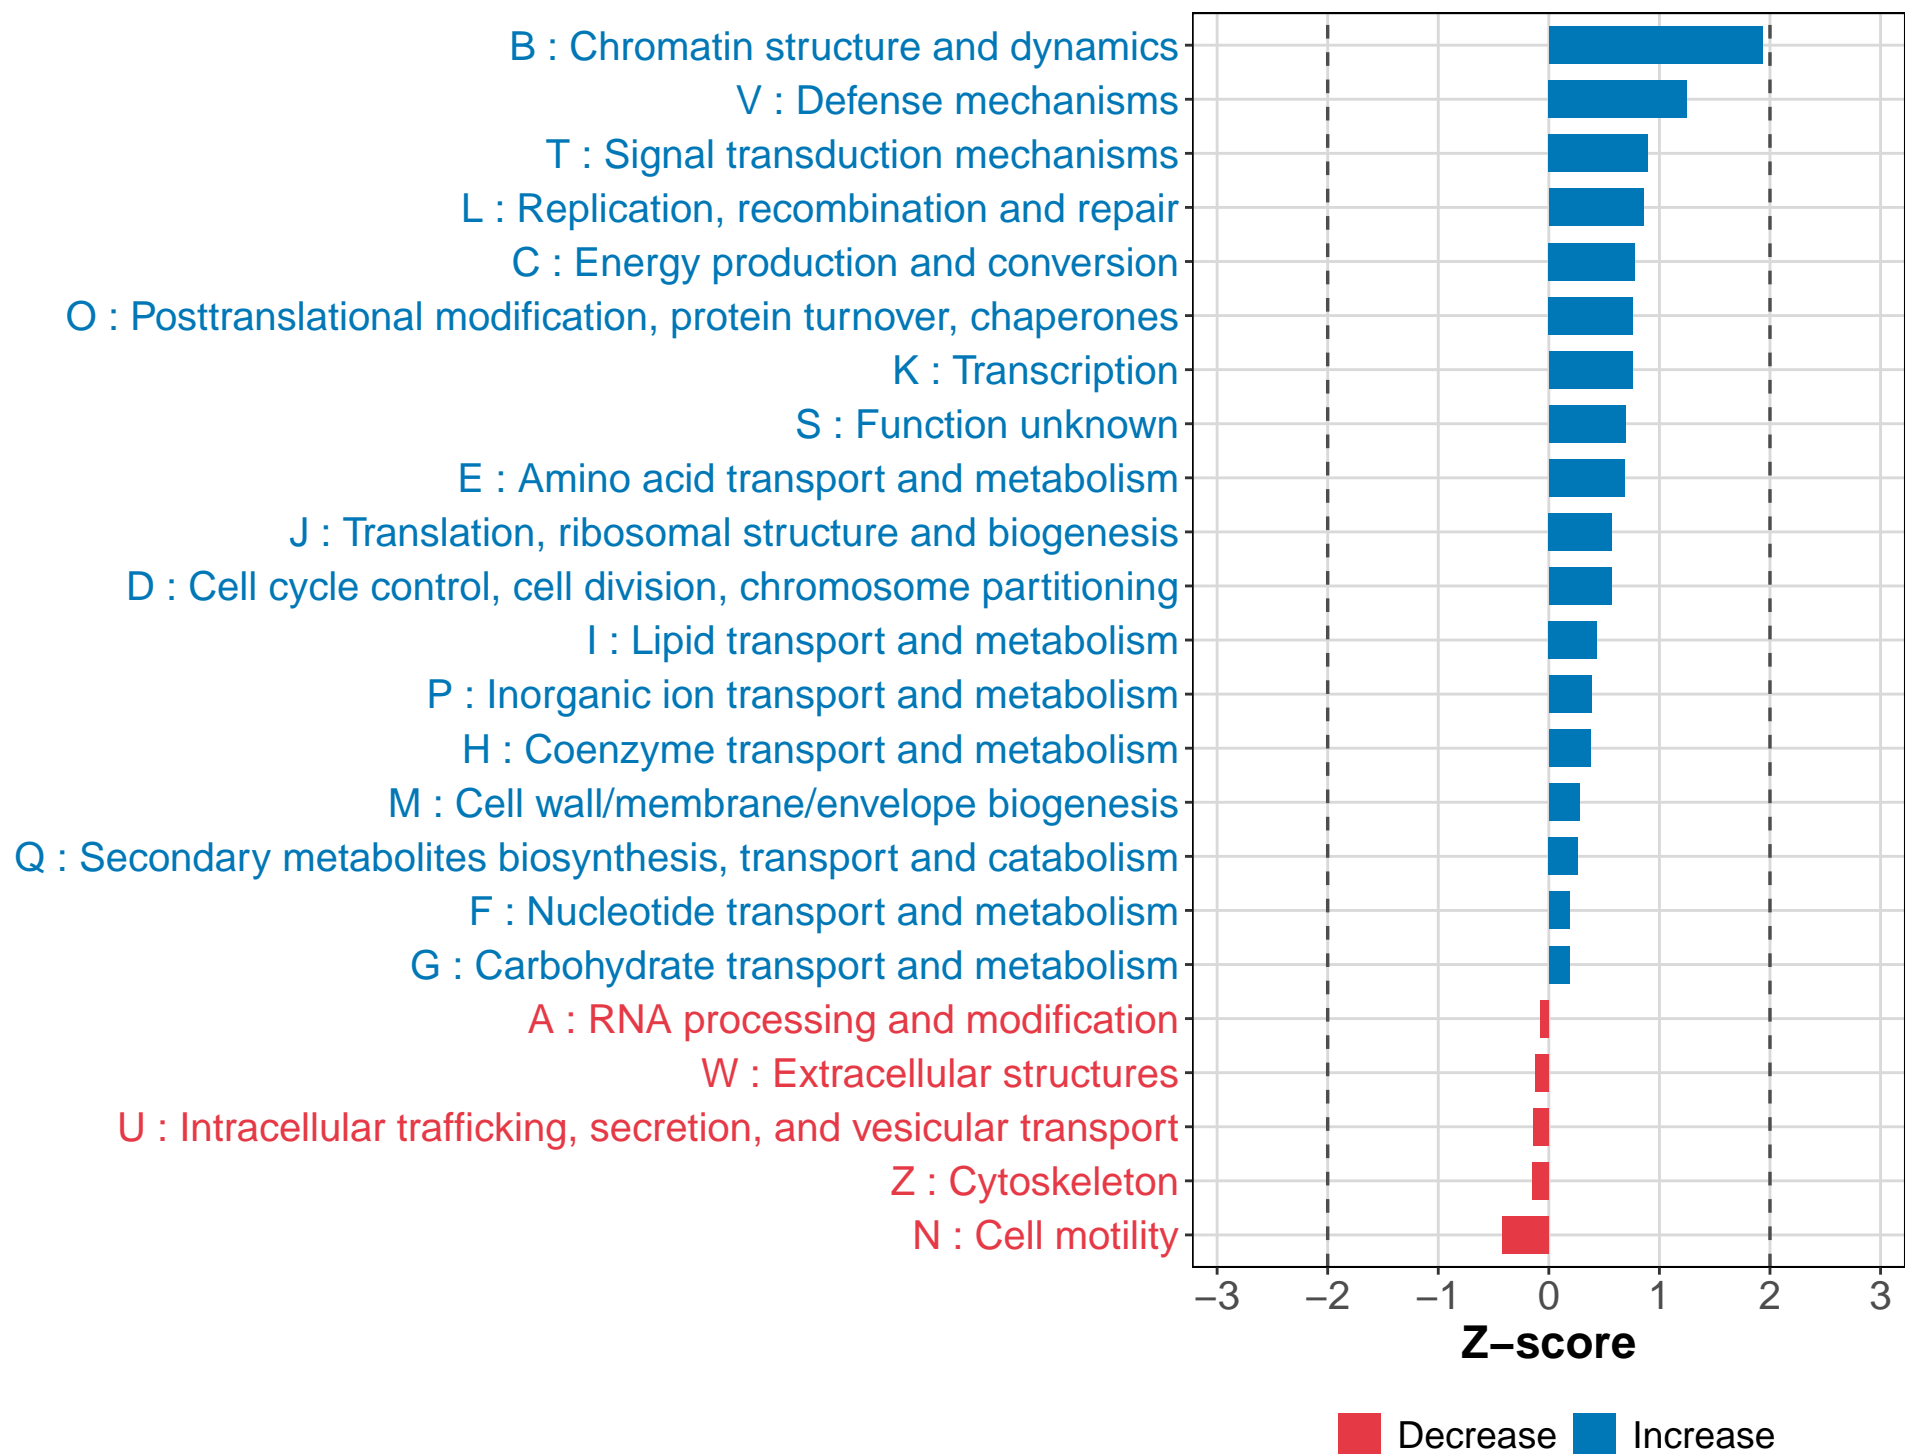 B : Chromatin structure and dynamics
V : Defense mechanisms
T : Signal transduction mechanisms
L : Replication, recombination and repair
C : Energy production and conversion
O : Posttranslational modification, protein turnover, chaperones
K : Transcription
S : Function unknown
E : Amino acid transport and metabolism
J : Translation, ribosomal structure and biogenesis
D : Cell cycle control, cell division, chromosome partitioning
I : Lipid transport and metabolism
P : Inorganic ion transport and metabolism
H : Coenzyme transport and metabolism
M : Cell wall/membrane/envelope biogenesis
Q : Secondary metabolites biosynthesis, transport and catabolism
F : Nucleotide transport and metabolism
G : Carbohydrate transport and metabolism
A : RNA processing and modification
W : Extracellular structures
U : Intracellular trafficking, secretion, and vesicular transport
Z : Cytoskeleton
N : Cell motility
−3 −2 −1 0 1 2 3
Z−score
Decrease Increase